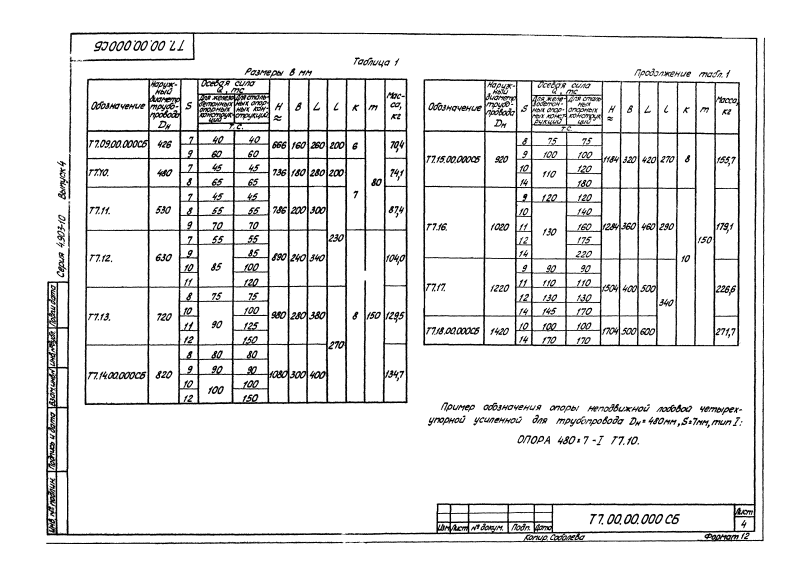 Т7.00.00.000СБ
Таблица 1
Размеры в мм
Обозначение | Наружный диаметр трубопровода Dн | S | Осевая сила Q, тс | H ≈ | B | L | l | к | m | Масса, кг
Для железобетонных опорных конструкций | Для стальных опорных конструкций
т.с.
Т7.09.00.000СБ | 426 | 7 | 40 | 40 | 666 | 160 | 260 | 200 | 6 | 80 | 70,4
9 | 60 | 60
Т7.10. | 480 | 7 | 45 | 45 | 736 | 180 | 280 | 200 | 7 | 74,1
8 | 65 | 65
Т7.11. | 530 | 7 | 45 | 45 | 786 | 200 | 300 | 230 | 87,4
8 | 55 | 55
9 | 70 | 70
Т7.12. | 630 | 7 | 55 | 55 | 890 | 240 | 340 | 8 | 150 | 104,0
9 | 85 | 85
10 | 100
11 | 120
Т7.13. | 720 | 8 | 75 | 75 | 980 | 280 | 380 | 270 | 129,5
10 | 90 | 100
11 | 125
12 | 150
Т7.14.00.000СБ | 820 | 8 | 80 | 80 | 1080 | 300 | 400 | 134,7
9 | 90 | 90
10 | 100 | 100
12 | 150
Продолжение табл. 1
Обозначение | Наружный диаметр трубопровода Dн | S | Осевая сила Q, тс | H ≈ | B | L | l | к | m | Масса, кг
Для железобетонных опорных конструкций | Для стальных опорных конструкций
т.с.
Т7.15.00.000СБ | 920 | 8 | 75 | 75 | 1184 | 320 | 420 | 270 | 8 | 150 | 155,7
9 | 100 | 100
10 | 110 | 120
14 | 180
Т7.16. | 1020 | 9 | 120 | 120 | 1284 | 360 | 460 | 290 | 10 | 179,1
10 | 130 | 140
11 | 160
12 | 175
14 | 220
Т7.17. | 1220 | 9 | 90 | 90 | 1504 | 400 | 500 | 340 | 226,6
11 | 110 | 110
12 | 130 | 130
14 | 145 | 170
Т7.18.00.000СБ | 1420 | 10 | 100 | 100 | 1704 | 500 | 600 | 271,7
14 | 170 | 170
Пример обозначения опоры неподвижной лобовой четырех-
упорной усиленной для трубопровода Dн=480мм, S=7мм, тип I:
ОПОРА 480×7-I Т7.10.
Серия 4.903-10 Выпуск 4
Инв.№ подлин. | Подпись и дата | Взам.инв.№ | Инв.№ дубл. | Подпись и дата
Изм | Лист | № докум. | Подп. | Дата
Т7.00.00.000 СБ
Лист
4
Копир. Соболева
Формат 12